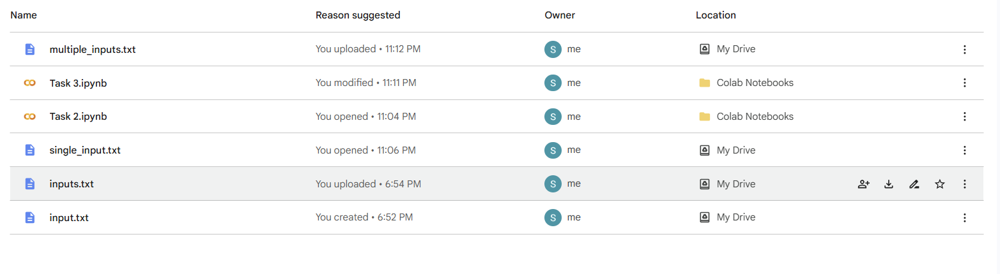 Name Reason suggested Owner Location
multiple_inputs.txt You uploaded • 11:12 PM S me My Drive
Task 3.ipynb You modified • 11:11 PM S me Colab Notebooks
Task 2.ipynb You opened • 11:04 PM S me Colab Notebooks
single_input.txt You opened • 11:06 PM S me My Drive
inputs.txt You uploaded • 6:54 PM S me My Drive
input.txt You created • 6:52 PM S me My Drive